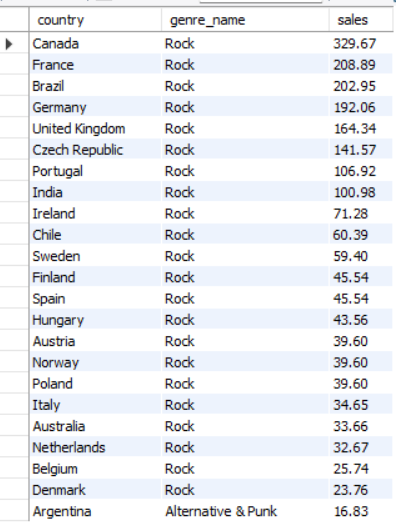 country genre_name sales
Canada Rock 329.67
France Rock 208.89
Brazil Rock 202.95
Germany Rock 192.06
United Kingdom Rock 164.34
Czech Republic Rock 141.57
Portugal Rock 106.92
India Rock 100.98
Ireland Rock 71.28
Chile Rock 60.39
Sweden Rock 59.40
Finland Rock 45.54
Spain Rock 45.54
Hungary Rock 43.56
Austria Rock 39.60
Norway Rock 39.60
Poland Rock 39.60
Italy Rock 34.65
Australia Rock 33.66
Netherlands Rock 32.67
Belgium Rock 25.74
Denmark Rock 23.76
Argentina Alternative & Punk 16.83